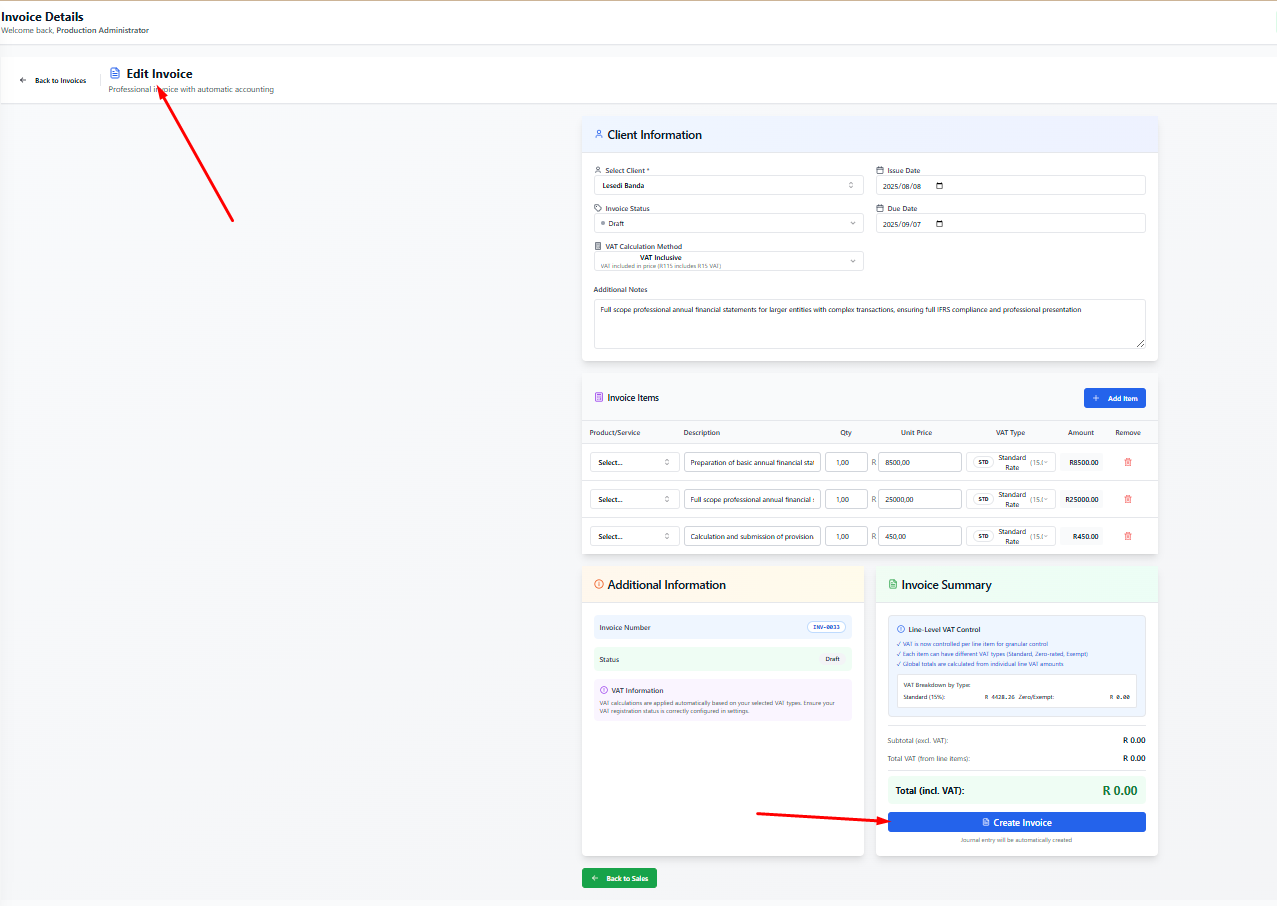 Invoice Details
Welcome back, Production Administrator
Back to Invoices
Edit Invoice
Professional invoice with automatic accounting
Client Information
Select Client *
Issue Date
Lesedi Banda
2025/08/08
Invoice Status
Due Date
Draft
2025/09/07
VAT Calculation Method
VAT Inclusive
VAT included in price (R115 includes R15 VAT)
Additional Notes
Full scope professional annual financial statements for larger entities with complex transactions, ensuring full IFRS compliance and professional presentation
Invoice Items
+ Add Item
Product/Service Description Qty Unit Price VAT Type Amount Remove
Select... Preparation of basic annual financial sta 1,00 R 8500,00 STD Standard Rate (15. R8500.00
Select... Full scope professional annual financial 1,00 R 25000,00 STD Standard Rate (15. R25000.00
Select... Calculation and submission of provision 1,00 R 450,00 STD Standard Rate (15. R450.00
Additional Information
Invoice Number INV-0033
Status Draft
VAT Information
VAT calculations are applied automatically based on your selected VAT types. Ensure your
VAT registration status is correctly configured in settings.
Invoice Summary
Line-Level VAT Control
✓ VAT is now controlled per line item for granular control
✓ Each item can have different VAT types (Standard, Zero-rated, Exempt)
✓ Global totals are calculated from individual line VAT amounts
VAT Breakdown by Type:
Standard (15%): R 4428.26 Zero/Exempt: R 0.00
Subtotal (excl. VAT): R 0.00
Total VAT (from line items): R 0.00
Total (incl. VAT): R 0.00
Create Invoice
Journal entry will be automatically created
Back to Sales